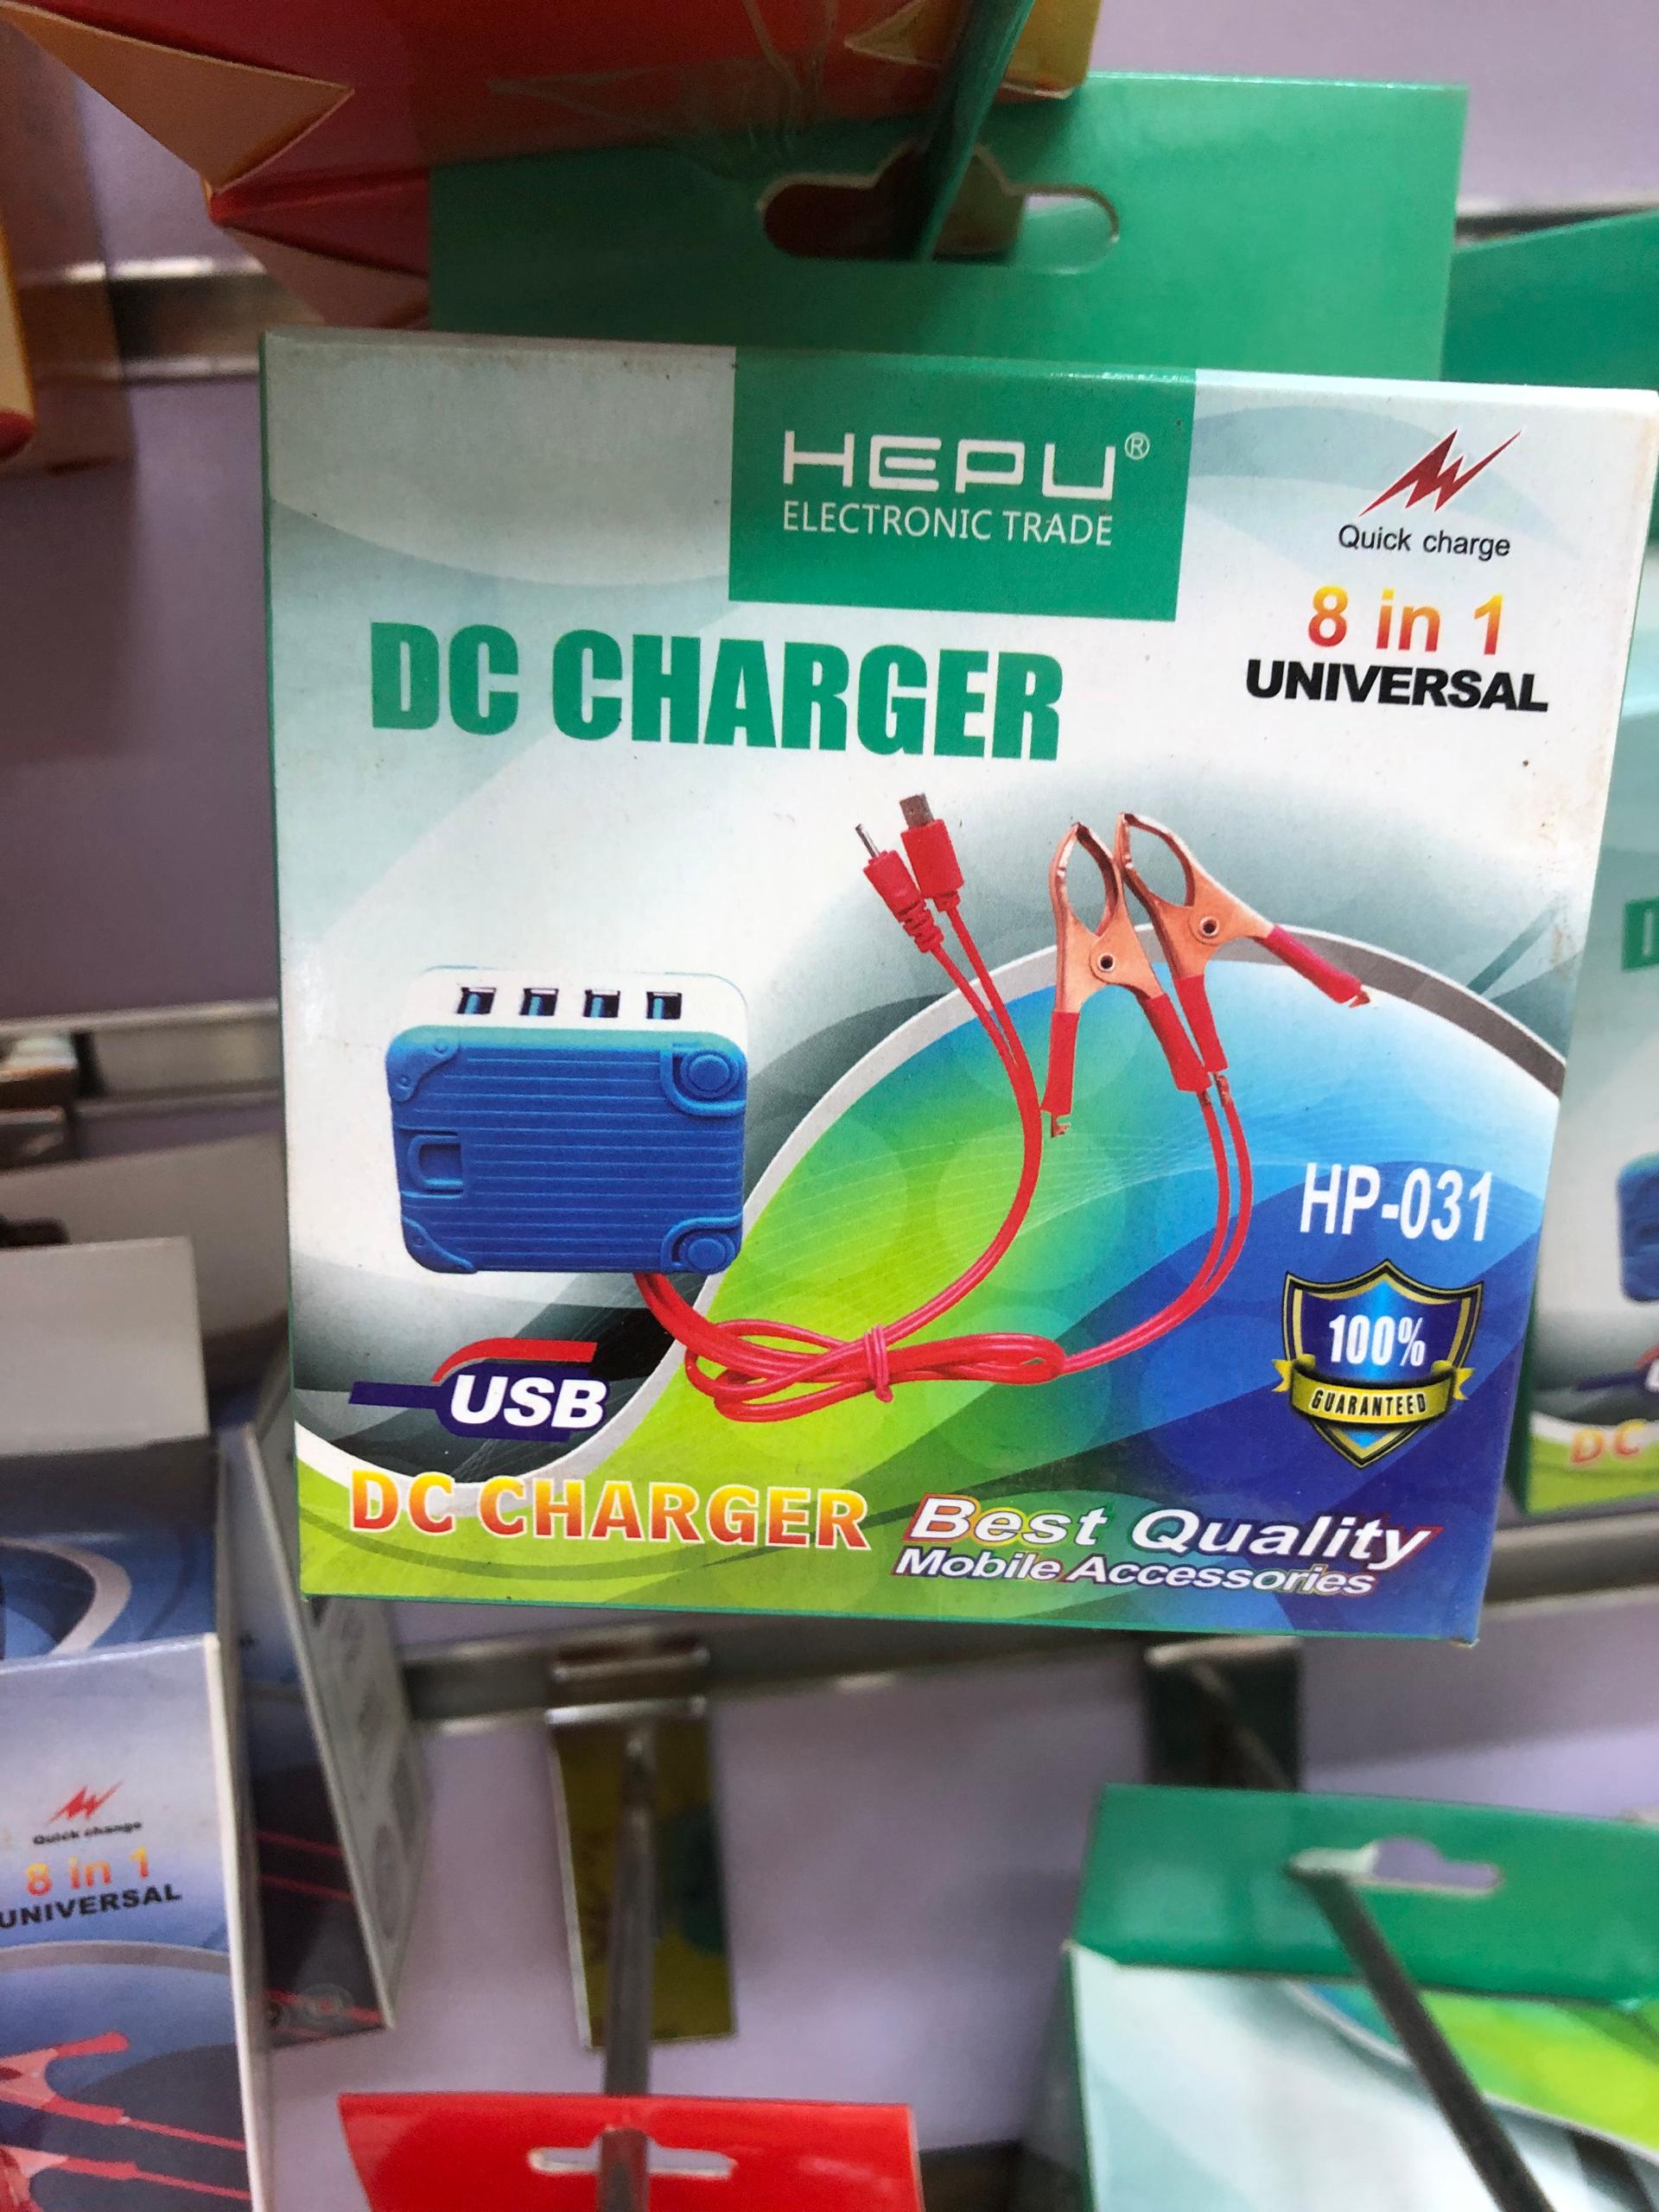 HEPU®
ELECTRONIC TRADE
Quick charge
8 in 1
UNIVERSAL
DC CHARGER
HP-031
100%
GUARANTEED
USB
DC CHARGER
Best Quality
Mobile Accessories
Quick change
8 in 1
UNIVERSAL
D
DC